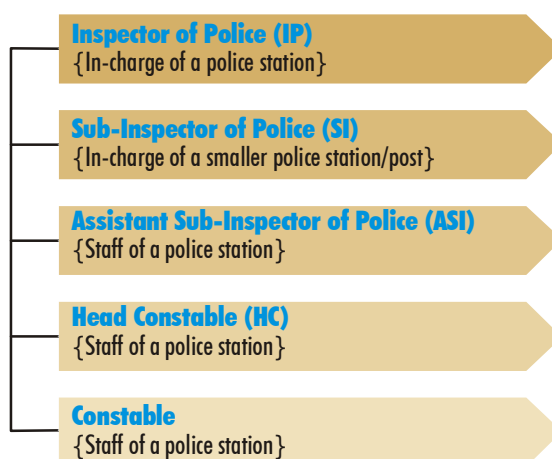 Inspector of Police (IP)
{In-charge of a police station}
Sub-Inspector of Police (SI)
{In-charge of a smaller police station/post}
Assistant Sub-Inspector of Police (ASI)
{Staff of a police station}
Head Constable (HC)
{Staff of a police station}
Constable
{Staff of a police station}